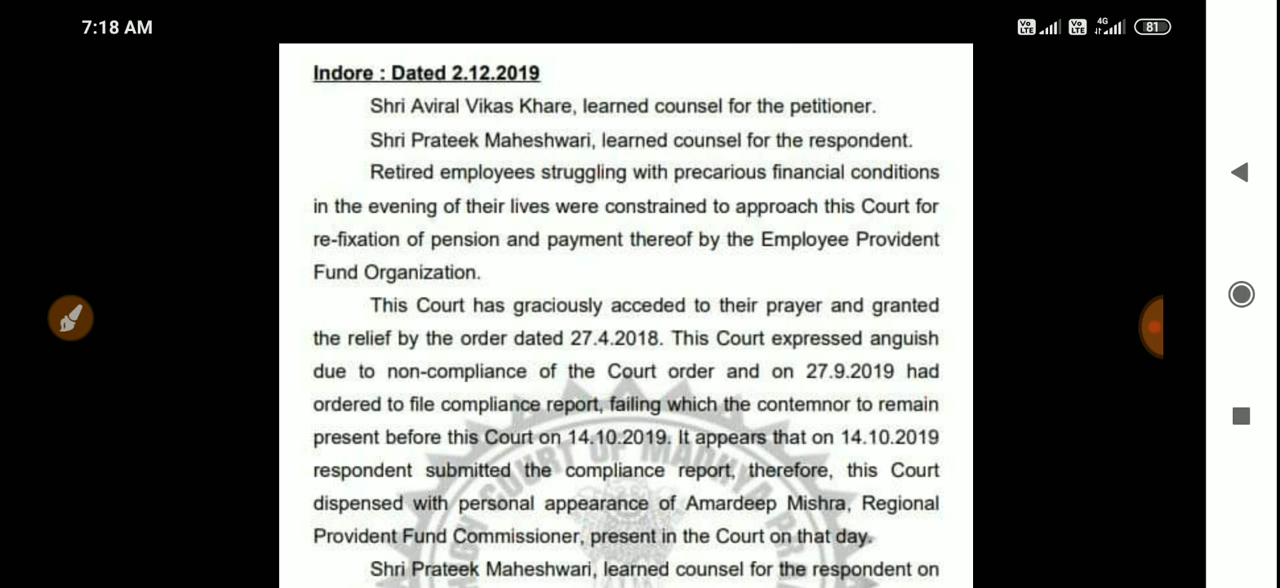 7:18 AM
Vo LTE Vo LTE 4G 81
Indore : Dated 2.12.2019
Shri Aviral Vikas Khare, learned counsel for the petitioner.
Shri Prateek Maheshwari, learned counsel for the respondent.
Retired employees struggling with precarious financial conditions
in the evening of their lives were constrained to approach this Court for
re-fixation of pension and payment thereof by the Employee Provident
Fund Organization.
This Court has graciously acceded to their prayer and granted
the relief by the order dated 27.4.2018. This Court expressed anguish
due to non-compliance of the Court order and on 27.9.2019 had
ordered to file compliance report, failing which the contemnor to remain
present before this Court on 14.10.2019. It appears that on 14.10.2019
respondent submitted the compliance report, therefore, this Court
dispensed with personal appearance of Amardeep Mishra, Regional
Provident Fund Commissioner, present in the Court on that day.
Shri Prateek Maheshwari, learned counsel for the respondent on
COURT OF MADHYA